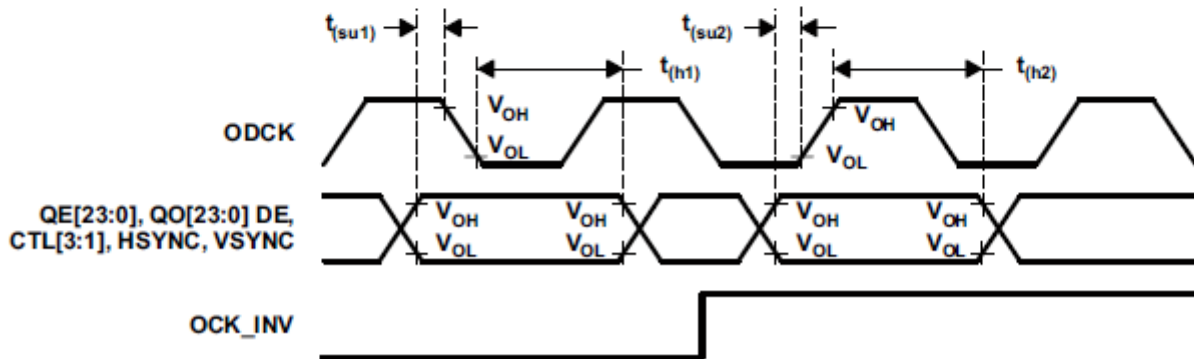 t(su1)
t(su2)
t(h1)
t(h2)
ODCK
VOH
VOL
VOH
VOL
QE[23:0], QO[23:0] DE,
CTL[3:1], HSYNC, VSYNC
VOH
VOH
VOH
VOH
VOL
VOL
VOL
VOL
OCK_INV